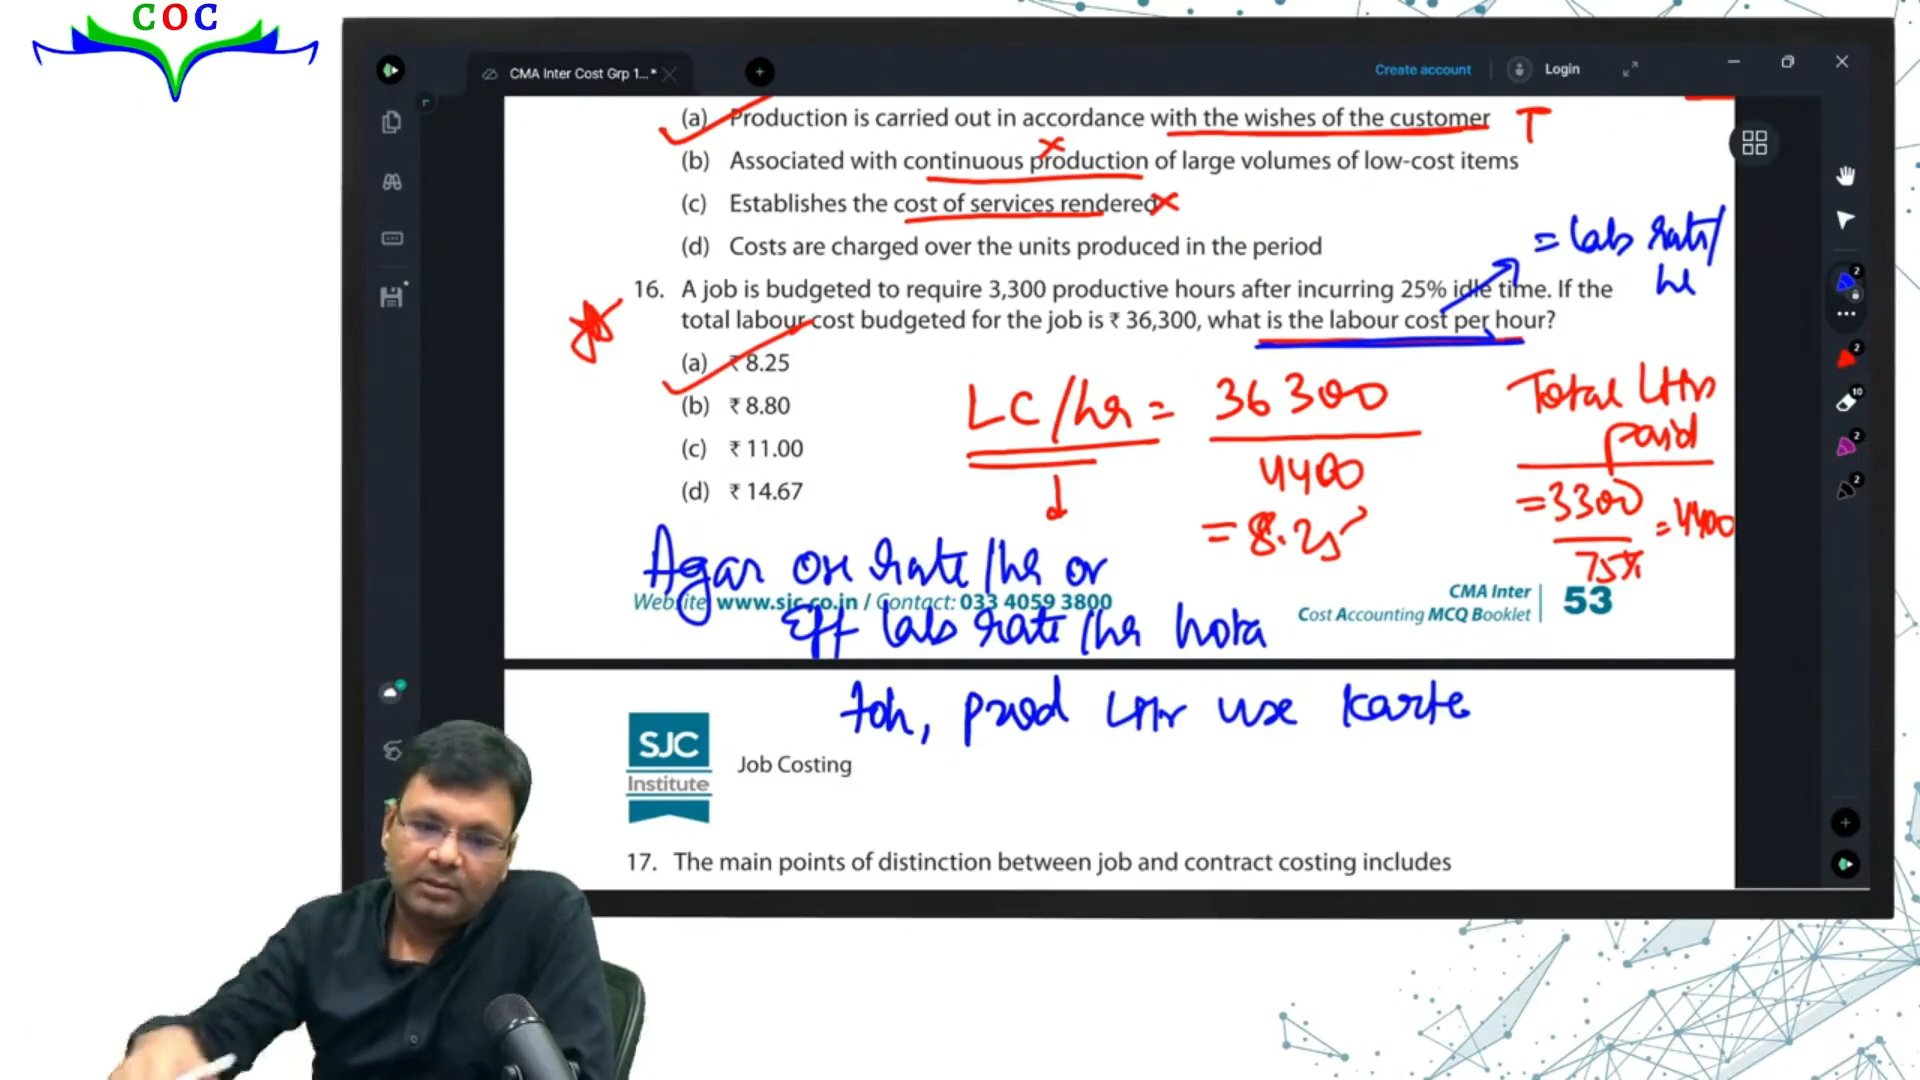 COC
CMA Inter Cost Grp 1...*
Create account
Login
(a) Production is carried out in accordance with the wishes of the customer T
(b) Associated with continuous production of large volumes of low-cost items
(c) Establishes the cost of services rendered
(d) Costs are charged over the units produced in the period
= lab rate/
hr
16. A job is budgeted to require 3,300 productive hours after incurring 25% idle time. If the
total labour cost budgeted for the job is ₹ 36,300, what is the labour cost per hour?
(a) ₹ 8.25
(b) ₹ 8.80
(c) ₹ 11.00
(d) ₹ 14.67
LC/hr = 36300
4400
= 8.25
Total LHrs
paid
= 3300
75%
= 4400
Agar
rate/hr or
Eff lab rate/hr hota
toh, prod LHr use karte
Website: www.sjc.co.in / Contact: 033 4059 3800
CMA Inter
Cost Accounting MCQ Booklet
53
SJC
Institute
Job Costing
17. The main points of distinction between job and contract costing includes
2
2
10
2
2